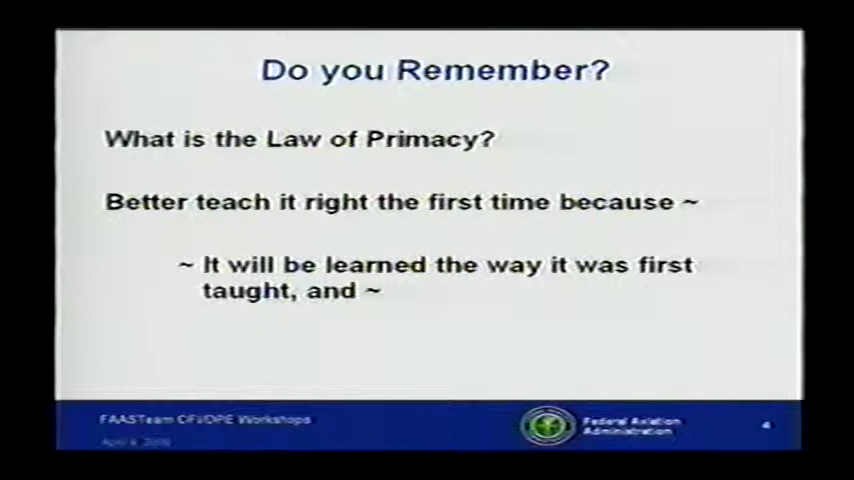 Do you Remember?
What is the Law of Primacy?
Better teach it right the first time because ~
~ It will be learned the way it was first
taught, and ~
FAASTeam CFI/DPE Workshops
Federal Aviation
Administration
4